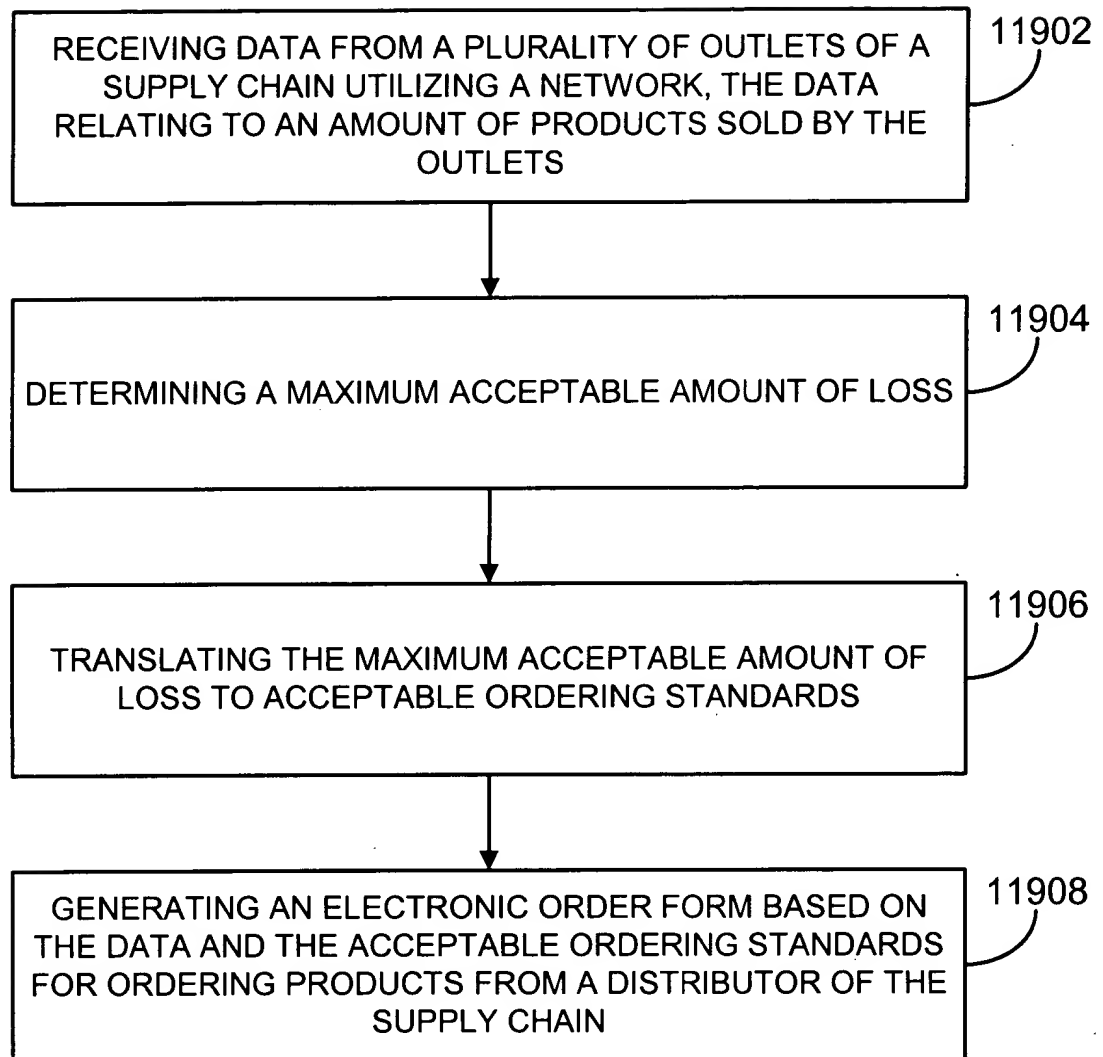 RECEIVING DATA FROM A PLURALITY OF OUTLETS OF A
SUPPLY CHAIN UTILIZING A NETWORK, THE DATA
RELATING TO AN AMOUNT OF PRODUCTS SOLD BY THE
OUTLETS
11902
DETERMINING A MAXIMUM ACCEPTABLE AMOUNT OF LOSS
11904
TRANSLATING THE MAXIMUM ACCEPTABLE AMOUNT OF
LOSS TO ACCEPTABLE ORDERING STANDARDS
11906
GENERATING AN ELECTRONIC ORDER FORM BASED ON
THE DATA AND THE ACCEPTABLE ORDERING STANDARDS
FOR ORDERING PRODUCTS FROM A DISTRIBUTOR OF THE
SUPPLY CHAIN
11908